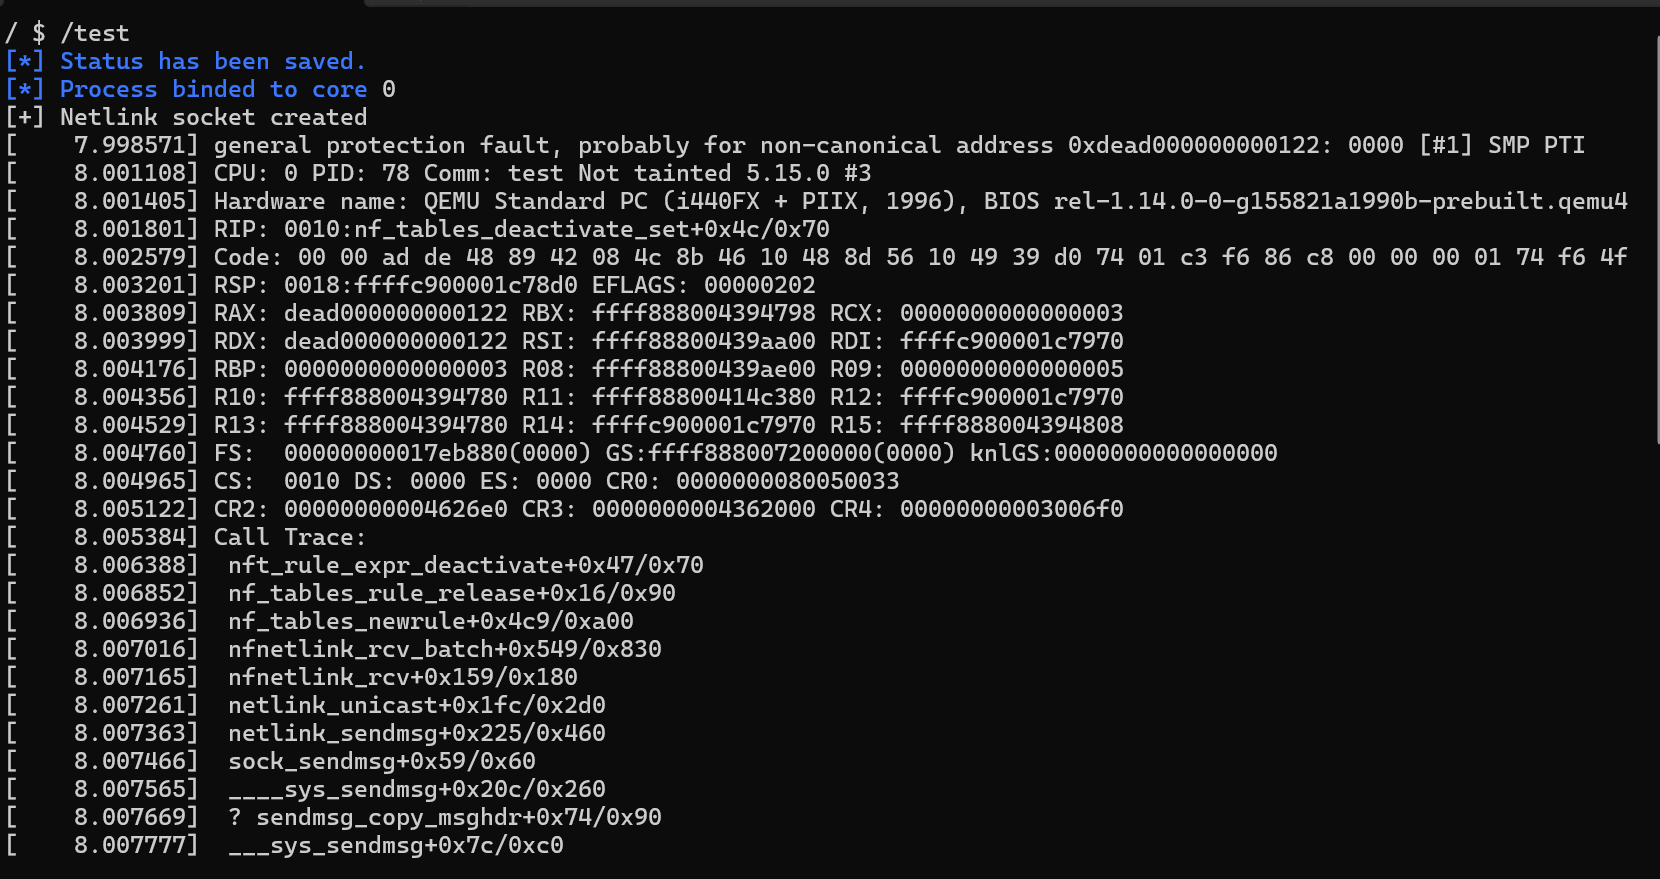 / $ /test
[*] Status has been saved.
[*] Process binded to core 0
[+] Netlink socket created
[    7.998571] general protection fault, probably for non-canonical address 0xdead000000000122: 0000 [#1] SMP PTI
[    8.001108] CPU: 0 PID: 78 Comm: test Not tainted 5.15.0 #3
[    8.001405] Hardware name: QEMU Standard PC (i440FX + PIIX, 1996), BIOS rel-1.14.0-0-g155821a1990b-prebuilt.qemu4
[    8.001801] RIP: 0010:nf_tables_deactivate_set+0x4c/0x70
[    8.002579] Code: 00 00 ad de 48 89 42 08 4c 8b 46 10 48 8d 56 10 49 39 d0 74 01 c3 f6 86 c8 00 00 00 01 74 f6 4f
[    8.003201] RSP: 0018:ffffc900001c78d0 EFLAGS: 00000202
[    8.003809] RAX: dead000000000122 RBX: ffff888004394798 RCX: 0000000000000003
[    8.003999] RDX: dead000000000122 RSI: ffff88800439aa00 RDI: ffffc900001c7970
[    8.004176] RBP: 0000000000000003 R08: ffff88800439ae00 R09: 0000000000000005
[    8.004356] R10: ffff888004394780 R11: ffff88800414c380 R12: ffffc900001c7970
[    8.004529] R13: ffff888004394780 R14: ffffc900001c7970 R15: ffff888004394808
[    8.004760] FS:  00000000017eb880(0000) GS:ffff888007200000(0000) knlGS:0000000000000000
[    8.004965] CS:  0010 DS: 0000 ES: 0000 CR0: 0000000080050033
[    8.005122] CR2: 00000000004626e0 CR3: 0000000004362000 CR4: 00000000003006f0
[    8.005384] Call Trace:
[    8.006388]  nft_rule_expr_deactivate+0x47/0x70
[    8.006852]  nf_tables_rule_release+0x16/0x90
[    8.006936]  nf_tables_newrule+0x4c9/0xa00
[    8.007016]  nfnetlink_rcv_batch+0x549/0x830
[    8.007165]  nfnetlink_rcv+0x159/0x180
[    8.007261]  netlink_unicast+0x1fc/0x2d0
[    8.007363]  netlink_sendmsg+0x225/0x460
[    8.007466]  sock_sendmsg+0x59/0x60
[    8.007565]  ____sys_sendmsg+0x20c/0x260
[    8.007669]  ? sendmsg_copy_msghdr+0x74/0x90
[    8.007777]  ___sys_sendmsg+0x7c/0xc0